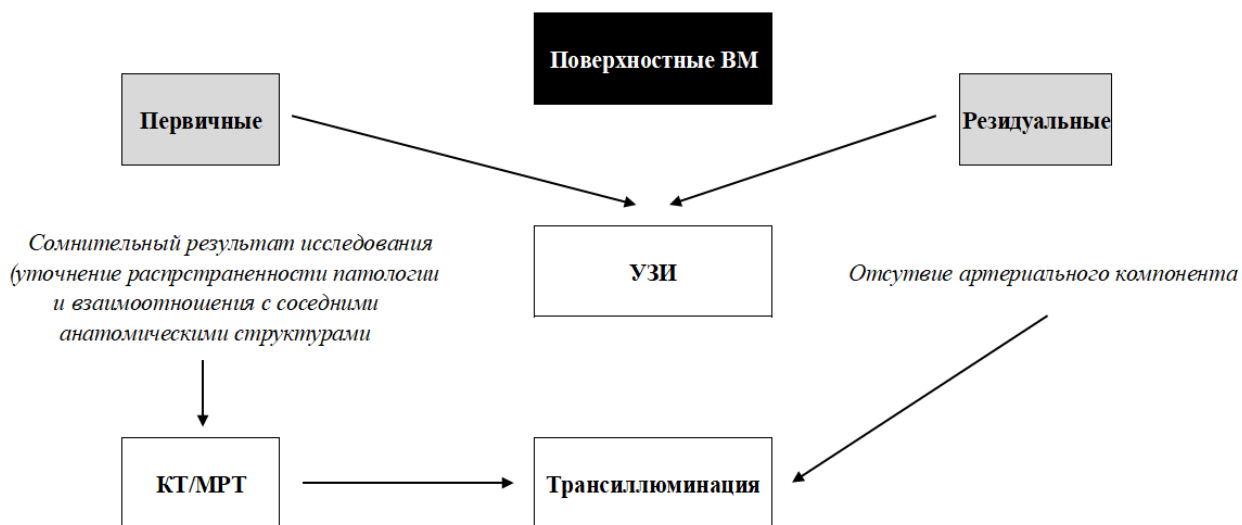 Поверхностные ВМ
Первичные
Резидуальные
Сомнительный результат исследования
(уточнение распрстраненности патологии
и взаимоотношения с соседними
анатомическими структурами
УЗИ
Отсутвие артериального компонента
КТ/МРТ
Трансиллюминация